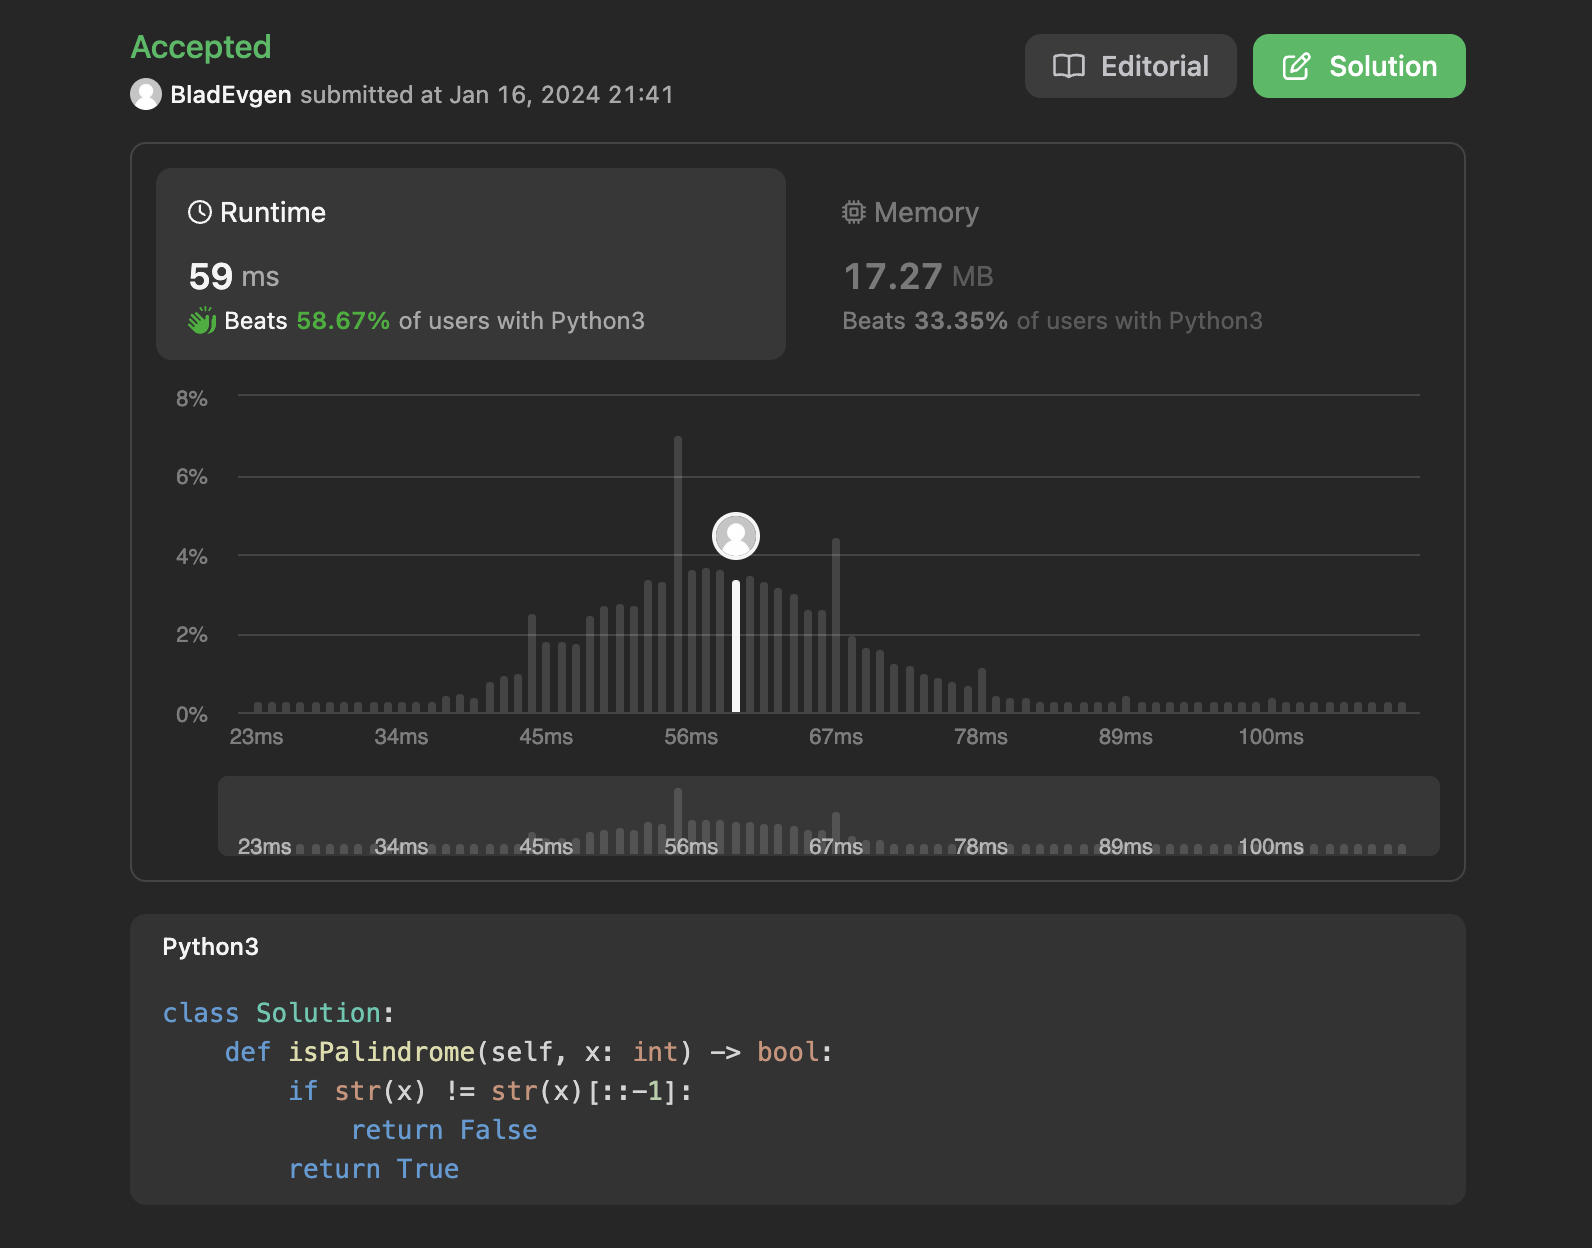 Accepted
BladEvgen submitted at Jan 16, 2024 21:41
Editorial
Solution
Runtime
59 ms
Beats 58.67% of users with Python3
Memory
17.27 MB
Beats 33.35% of users with Python3
8%
6%
4%
2%
0%
23ms 34ms 45ms 56ms 67ms 78ms 89ms 100ms
23ms 34ms 45ms 56ms 67ms 78ms 89ms 100ms
Python3
class Solution:
    def isPalindrome(self, x: int) -> bool:
        if str(x) != str(x)[::-1]:
            return False
        return True